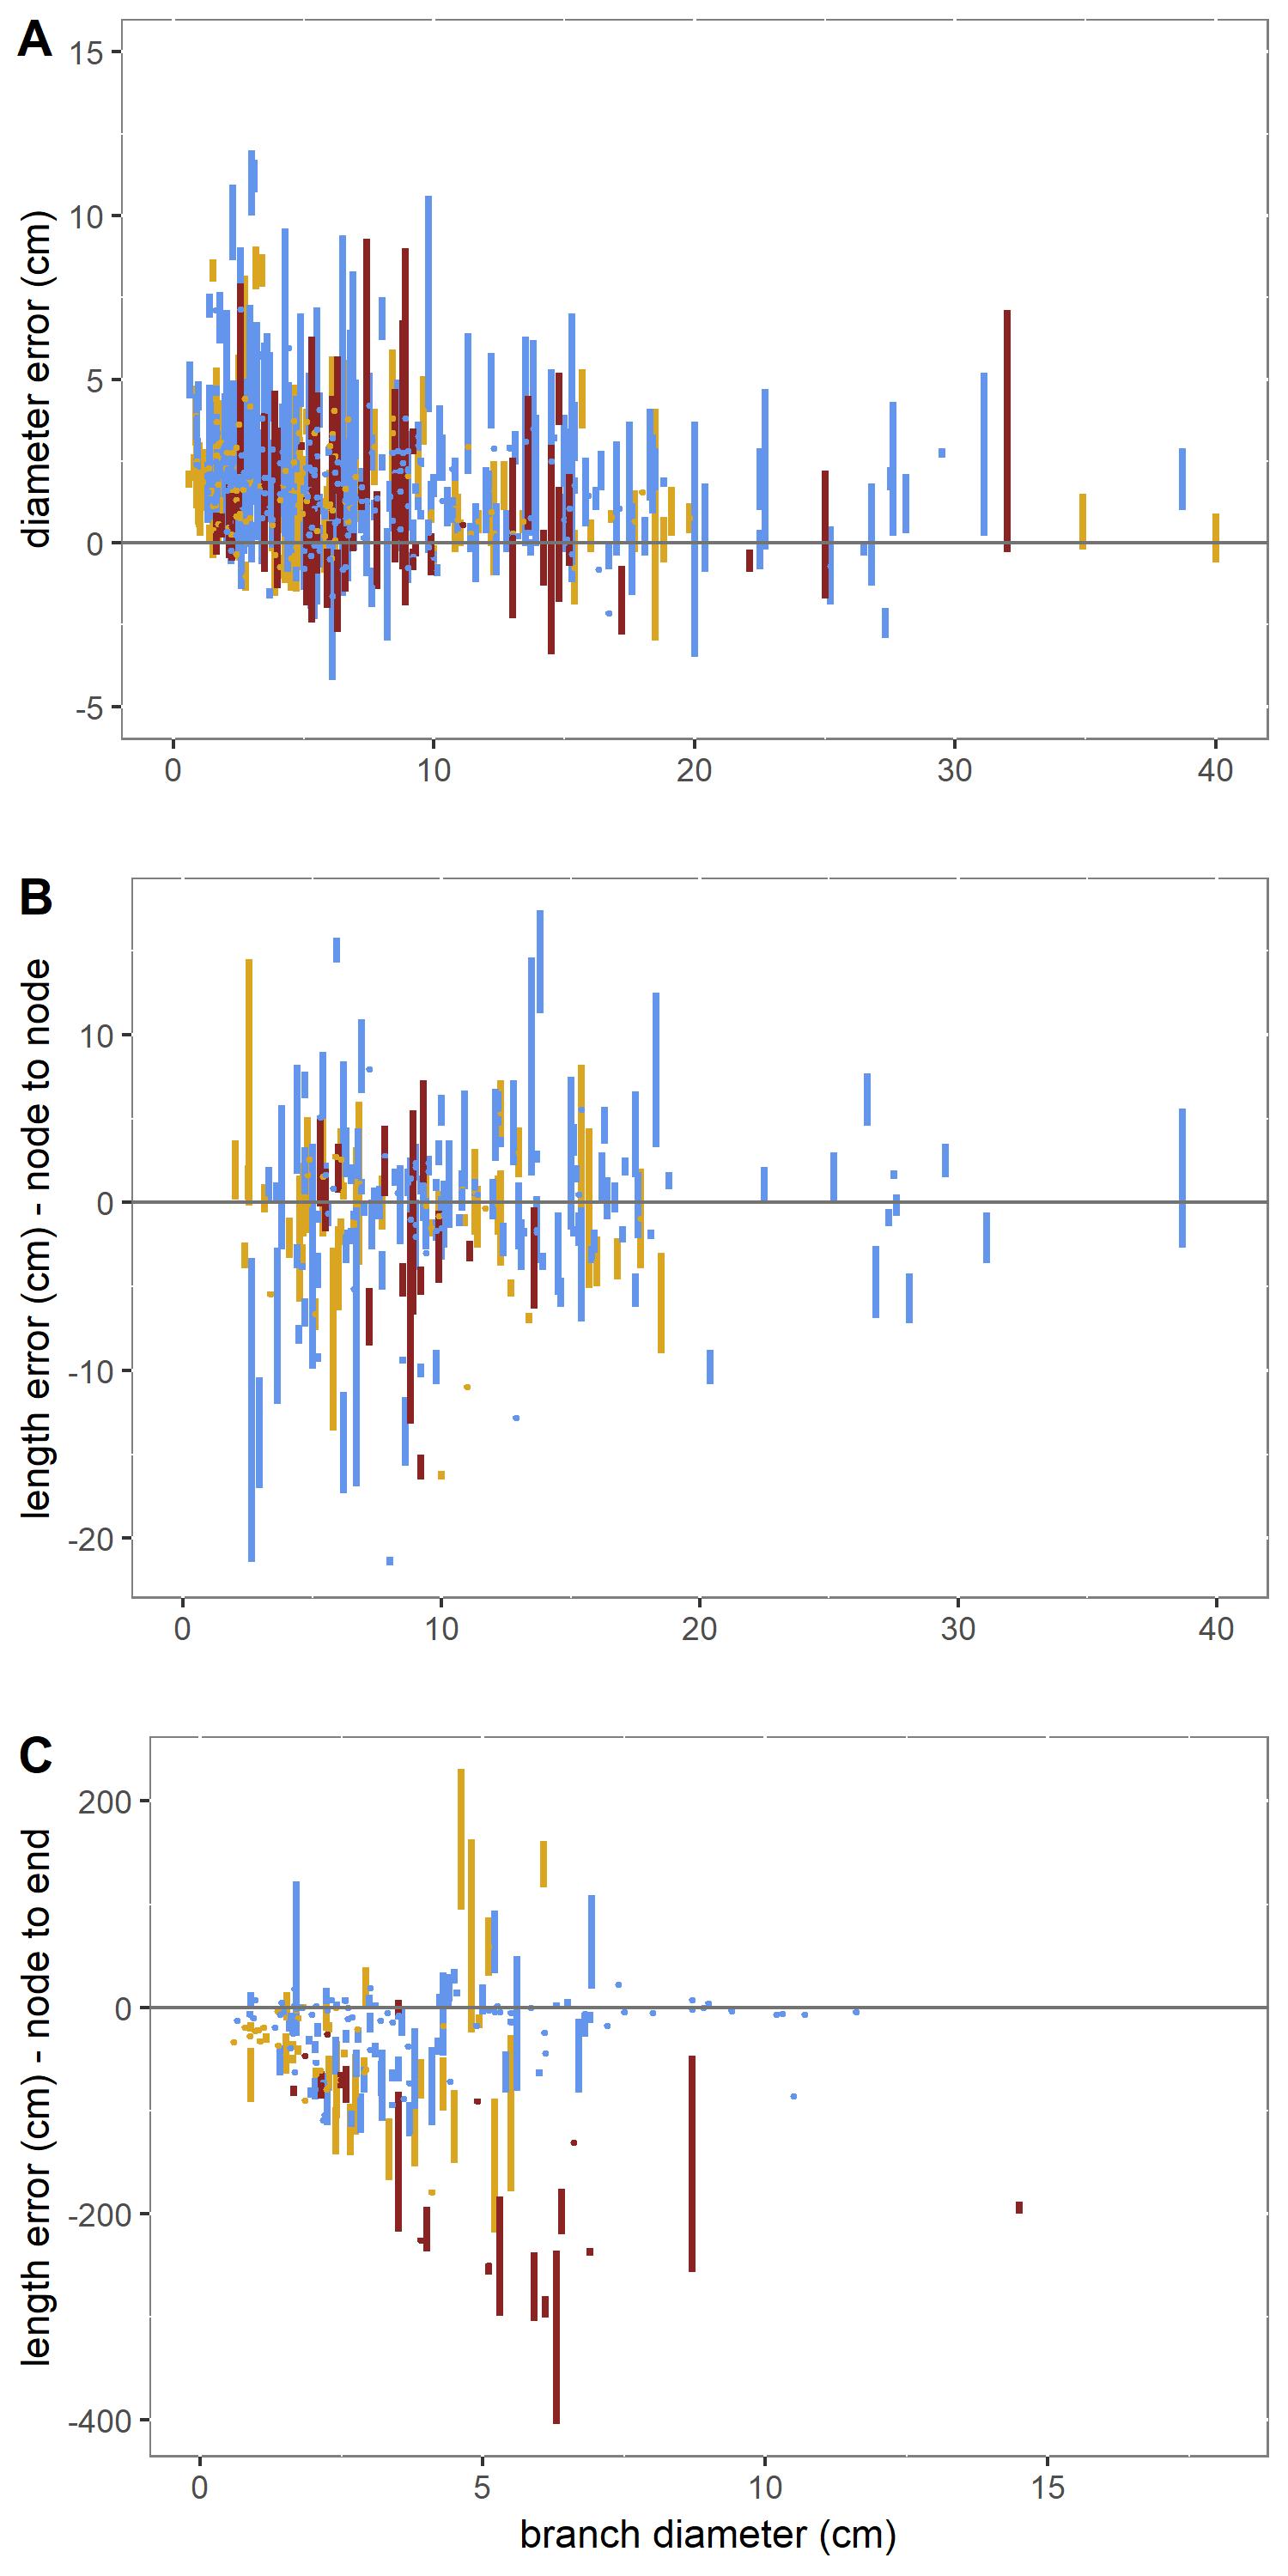 A
diameter error (cm)
15
10
5
0
-5
0 10 20 30 40
B
length error (cm) - node to node
10
0
-10
-20
0 10 20 30 40
C
length error (cm) - node to end
200
0
-200
-400
0 5 10 15
branch diameter (cm)